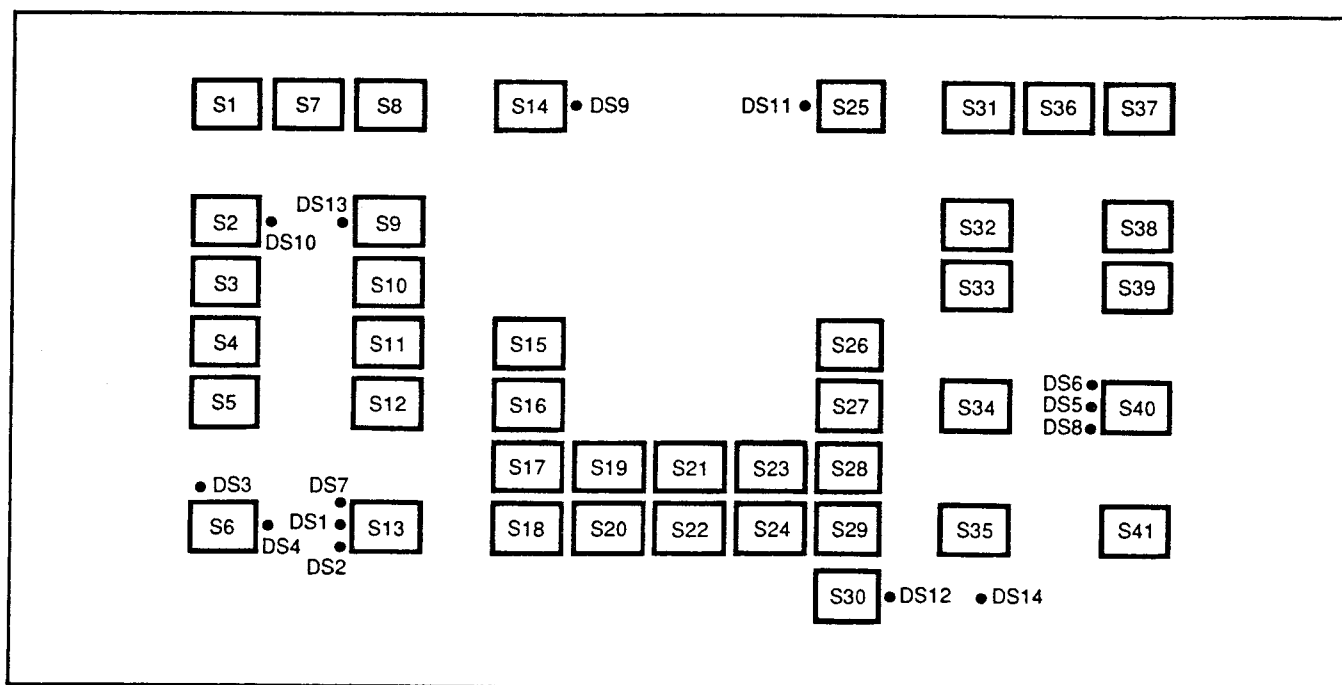 S1 S7 S8 S14 DS9 DS11 S25 S31 S36 S37
DS13
S2 S9 S32 S38
DS10
S3 S10 S33 S39
S4 S11 S15 S26
DS6
S5 S12 S16 S27 S34 DS5 S40
DS8
S17 S19 S21 S23 S28
DS3 DS7
S6 DS1 S13 S18 S20 S22 S24 S29 S35 S41
DS4
DS2
S30 DS12 DS14